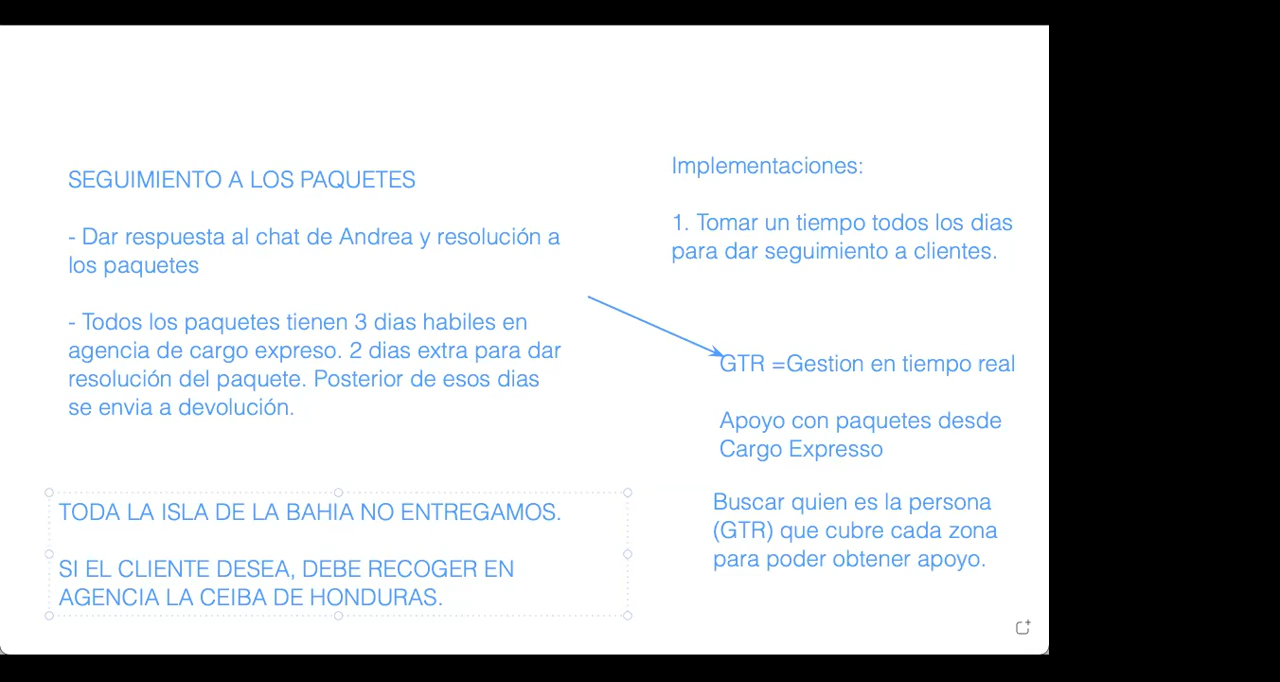 SEGUIMIENTO A LOS PAQUETES
- Dar respuesta al chat de Andrea y resolución a
los paquetes
- Todos los paquetes tienen 3 dias habiles en
agencia de cargo expreso. 2 dias extra para dar
resolución del paquete. Posterior de esos dias
se envia a devolución.
TODA LA ISLA DE LA BAHIA NO ENTREGAMOS.
SI EL CLIENTE DESEA, DEBE RECOGER EN
AGENCIA LA CEIBA DE HONDURAS.
Implementaciones:
1. Tomar un tiempo todos los dias
para dar seguimiento a clientes.
GTR =Gestion en tiempo real
Apoyo con paquetes desde
Cargo Expresso
Buscar quien es la persona
(GTR) que cubre cada zona
para poder obtener apoyo.